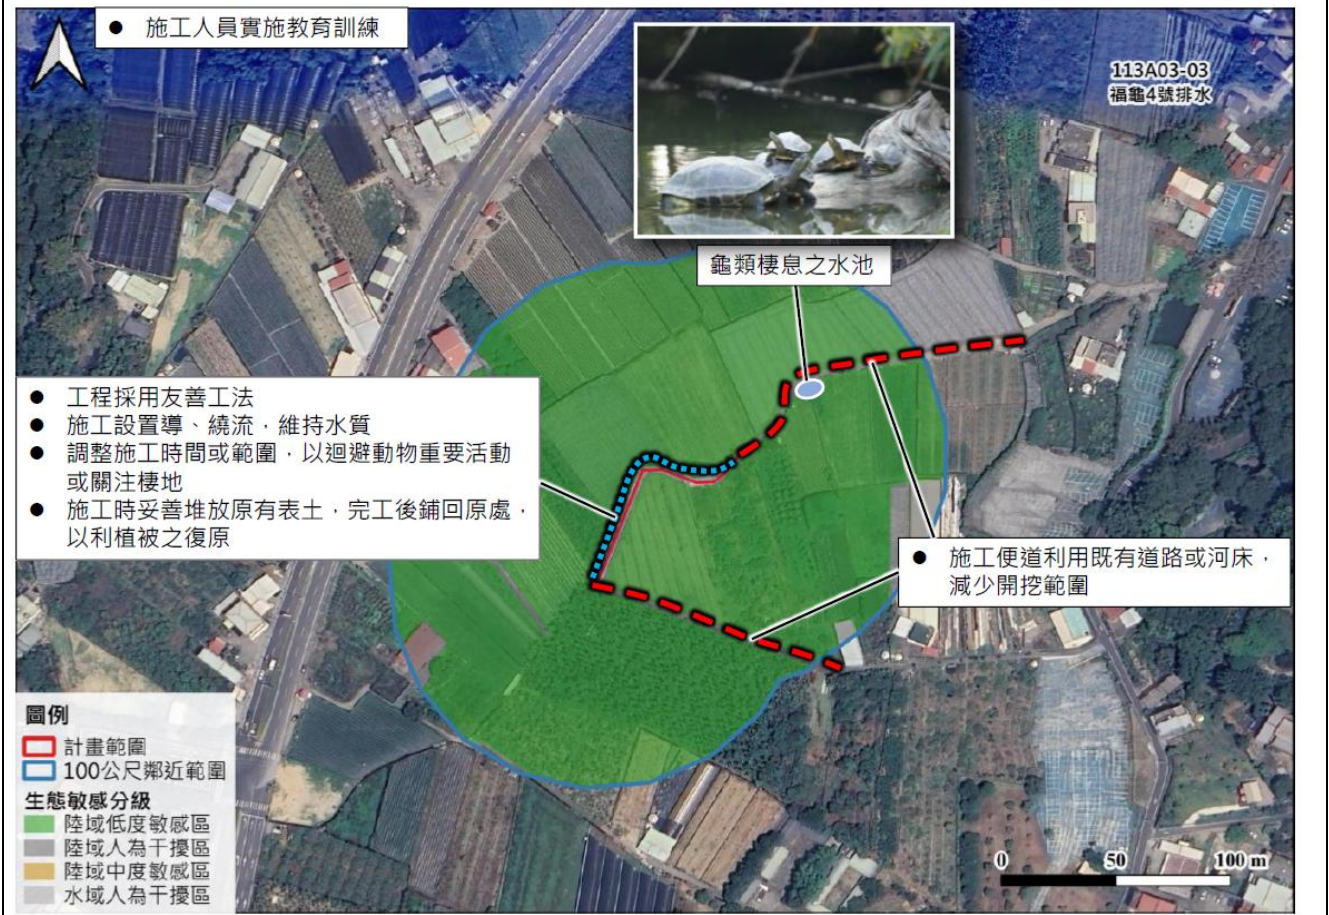 ● 施工人員實施教育訓練
113A03-03
福龜4號排水
龜類棲息之水池
● 工程採用友善工法
● 施工設置導、繞流，維持水質
● 調整施工時間或範圍，以迴避動物重要活動
或關注棲地
● 施工時妥善堆放原有表土，完工後鋪回原處，
以利植被之復原
● 施工便道利用既有道路或河床，
減少開挖範圍
圖例
計畫範圍
100公尺鄰近範圍
生態敏感分級
陸域低度敏感區
陸域人為干擾區
陸域中度敏感區
水域人為干擾區
0 50 100 m